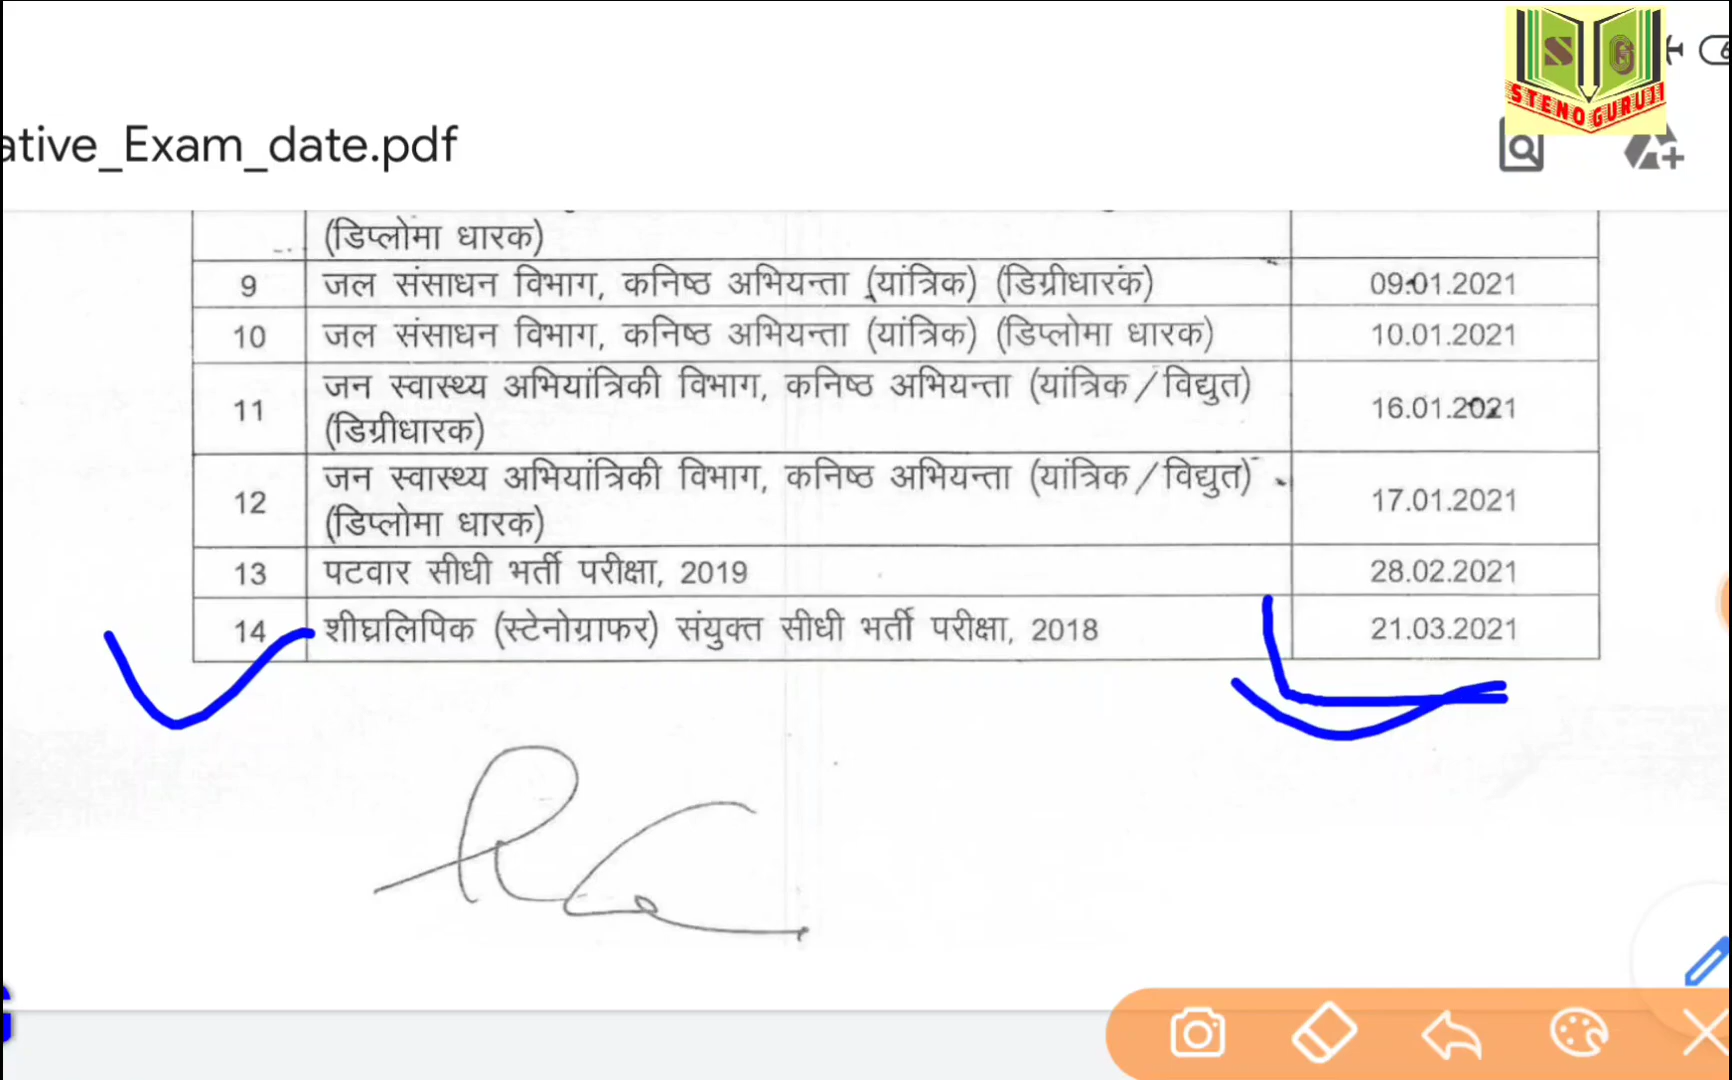 S G
STENO GURUJI
ative_Exam_date.pdf
(डिप्लोमा धारक)
9 जल संसाधन विभाग, कनिष्ठ अभियन्ता (यांत्रिक) (डिग्रीधारक) 09.01.2021
10 जल संसाधन विभाग, कनिष्ठ अभियन्ता (यांत्रिक) (डिप्लोमा धारक) 10.01.2021
11 जन स्वास्थ्य अभियांत्रिकी विभाग, कनिष्ठ अभियन्ता (यांत्रिक/विद्युत) 16.01.2021
(डिग्रीधारक)
12 जन स्वास्थ्य अभियांत्रिकी विभाग, कनिष्ठ अभियन्ता (यांत्रिक/विद्युत) 17.01.2021
(डिप्लोमा धारक)
13 पटवार सीधी भर्ती परीक्षा, 2019 28.02.2021
14 शीघ्रलिपिक (स्टेनोग्राफर) संयुक्त सीधी भर्ती परीक्षा, 2018 21.03.2021